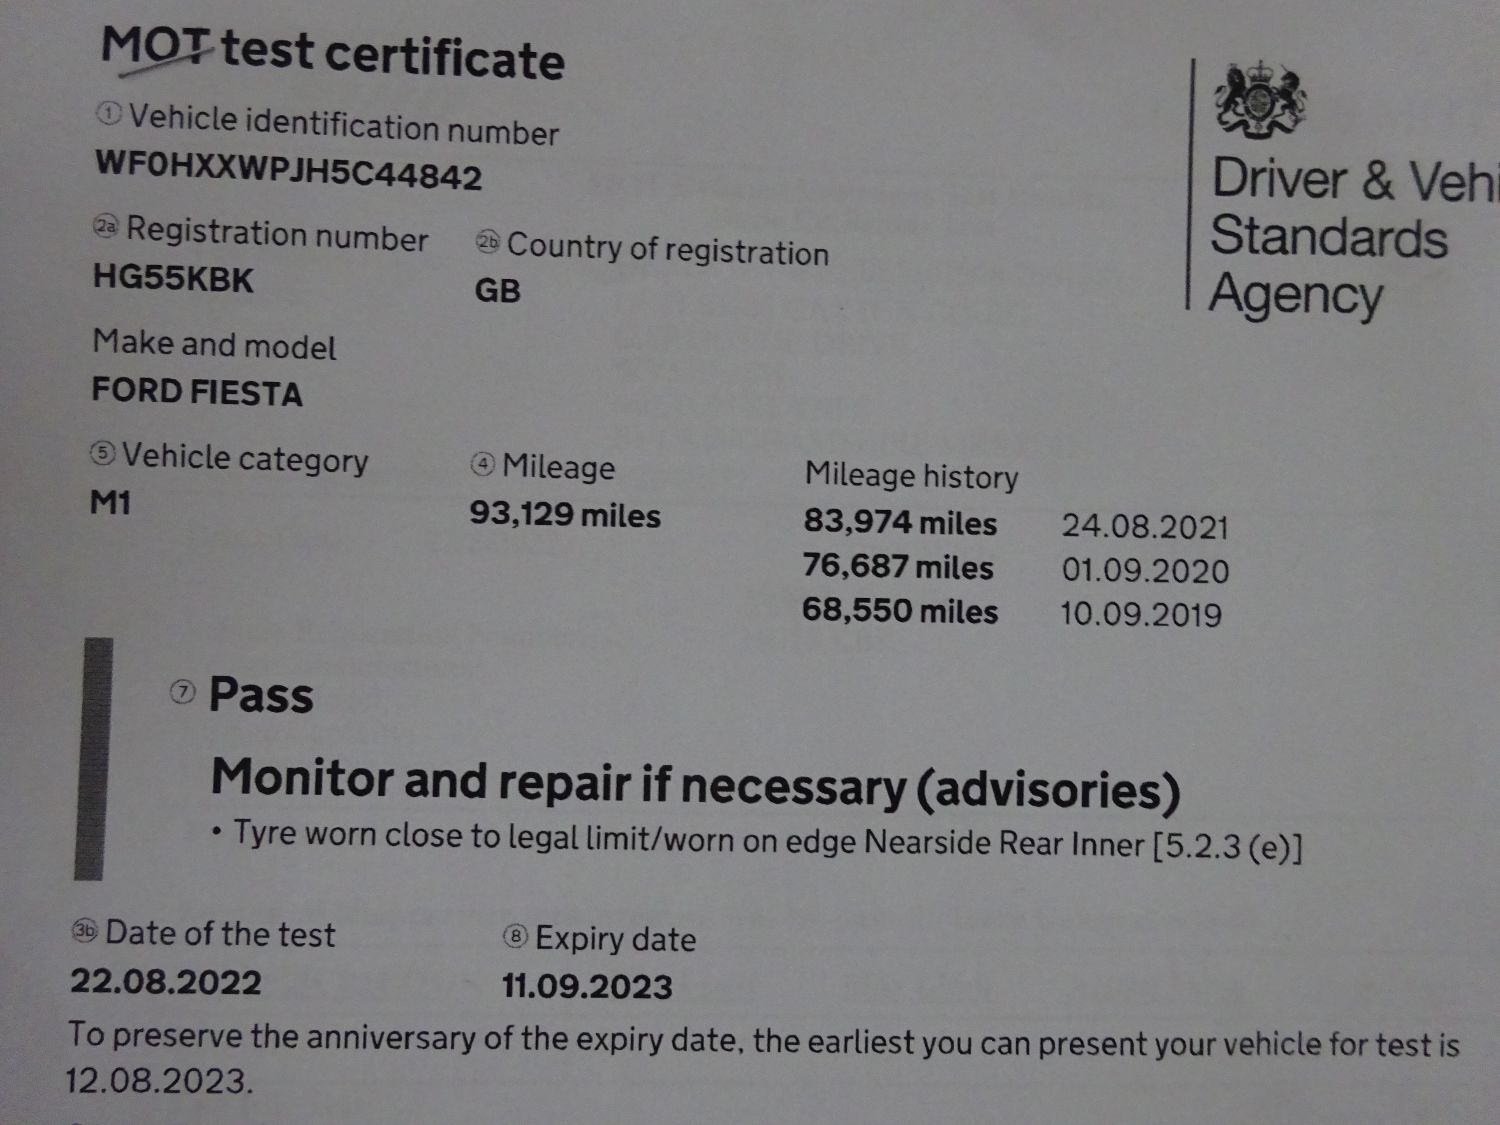 MOT test certificate
1 Vehicle identification number
WF0HXXWPJH5C44842
2a Registration number
HG55KBK
2b Country of registration
GB
Make and model
FORD FIESTA
5 Vehicle category
M1
4 Mileage
93,129 miles
Mileage history
83,974 miles 24.08.2021
76,687 miles 01.09.2020
68,550 miles 10.09.2019
7 Pass
Monitor and repair if necessary (advisories)
• Tyre worn close to legal limit/worn on edge Nearside Rear Inner [5.2.3 (e)]
3b Date of the test
22.08.2022
8 Expiry date
11.09.2023
To preserve the anniversary of the expiry date, the earliest you can present your vehicle for test is
12.08.2023.
Driver & Vehi
Standards
Agency